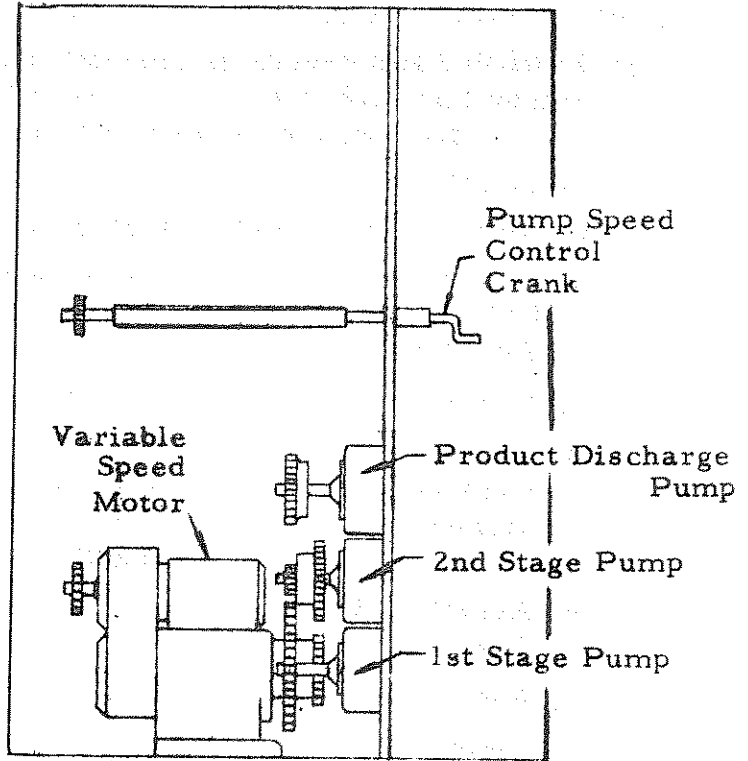 Pump Speed
Control
Crank
Variable
Speed
Motor
Product Discharge
Pump
2nd Stage Pump
1st Stage Pump